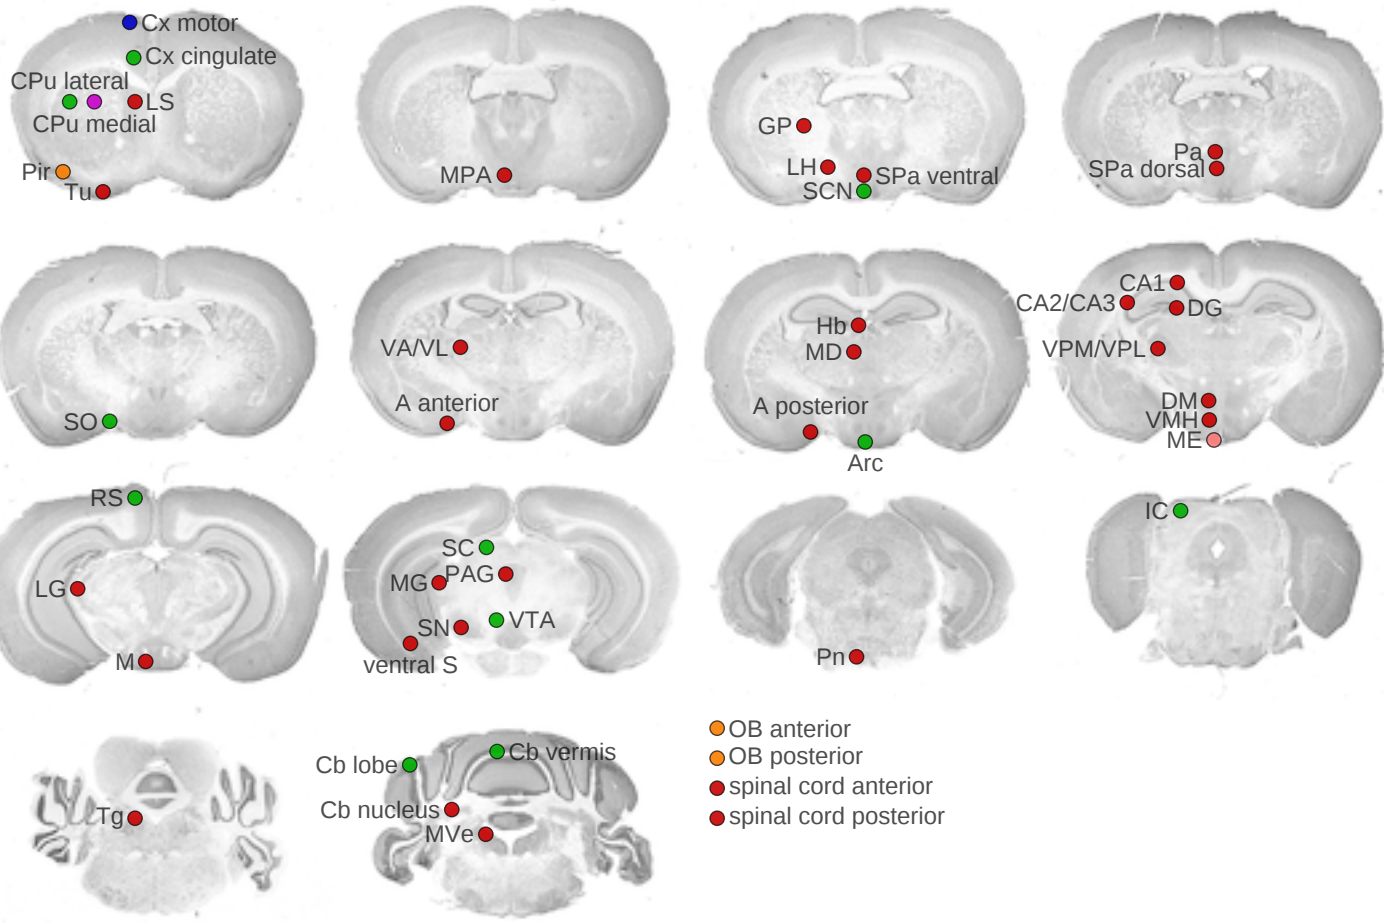 Cx motor
Cx cingulate
CPu lateral
LS
CPu medial
Pir
Tu
MPA
GP
LH
SPa ventral
SCN
Pa
SPa dorsal
SO
VA/VL
A anterior
Hb
MD
A posterior
Arc
CA1
CA2/CA3
DG
VPM/VPL
DM
VMH
ME
RS
LG
M
SC
MG
PAG
SN
VTA
ventral S
Pn
IC
Tg
Cb lobe
Cb vermis
Cb nucleus
MVe
OB anterior
OB posterior
spinal cord anterior
spinal cord posterior